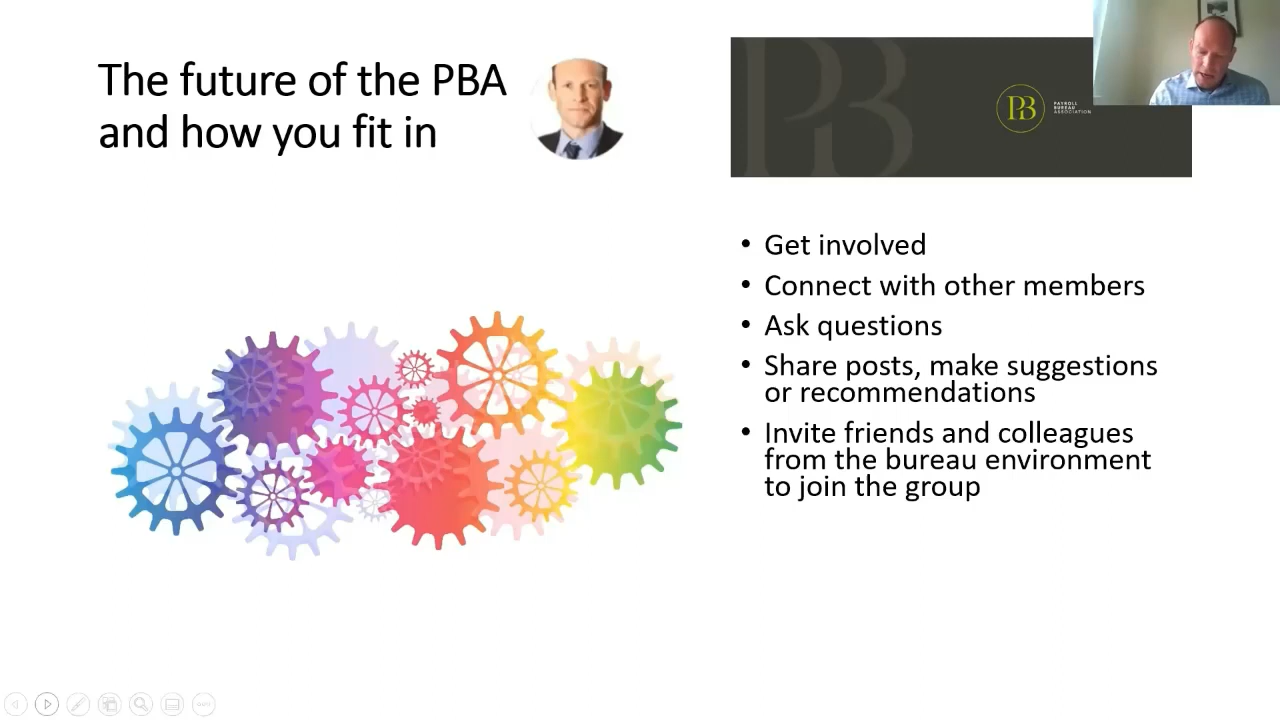 The future of the PBA
and how you fit in
PB
PB
PAYROLL
BUREAU
ASSOCIATION
• Get involved
• Connect with other members
• Ask questions
• Share posts, make suggestions
or recommendations
• Invite friends and colleagues
from the bureau environment
to join the group